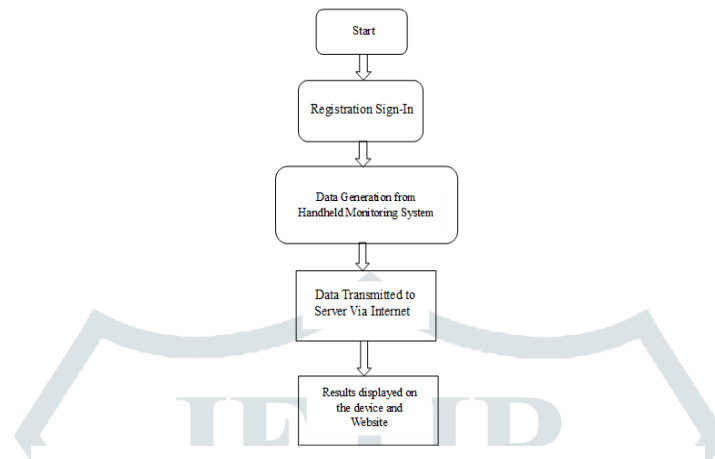 Start
Registration Sign-In
Data Generation from
Handheld Monitoring System
Data Transmitted to
Server Via Internet
Results displayed on
the device and
Website